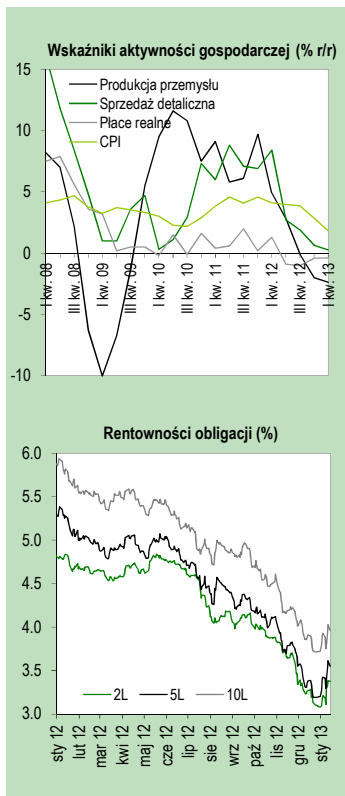 Wskaźniki aktywności gospodarczej (% r/r)
15
10
5
0
-5
-10
Produkcja przemysłu
Sprzedaż detaliczna
Płace realne
CPI
I kw. 08
III kw. 08
I kw. 09
III kw. 09
I kw. 10
III kw. 10
I kw. 11
III kw. 11
I kw. 12
III kw. 12
I kw. 13
Rentowności obligacji (%)
6.0
5.5
5.0
4.5
4.0
3.5
3.0
2L 5L 10L
sty 12
lut 12
mar 12
kwi 12
maj 12
cze 12
lip 12
sie 12
wrz 12
paź 12
lis 12
gru 12
sty 13